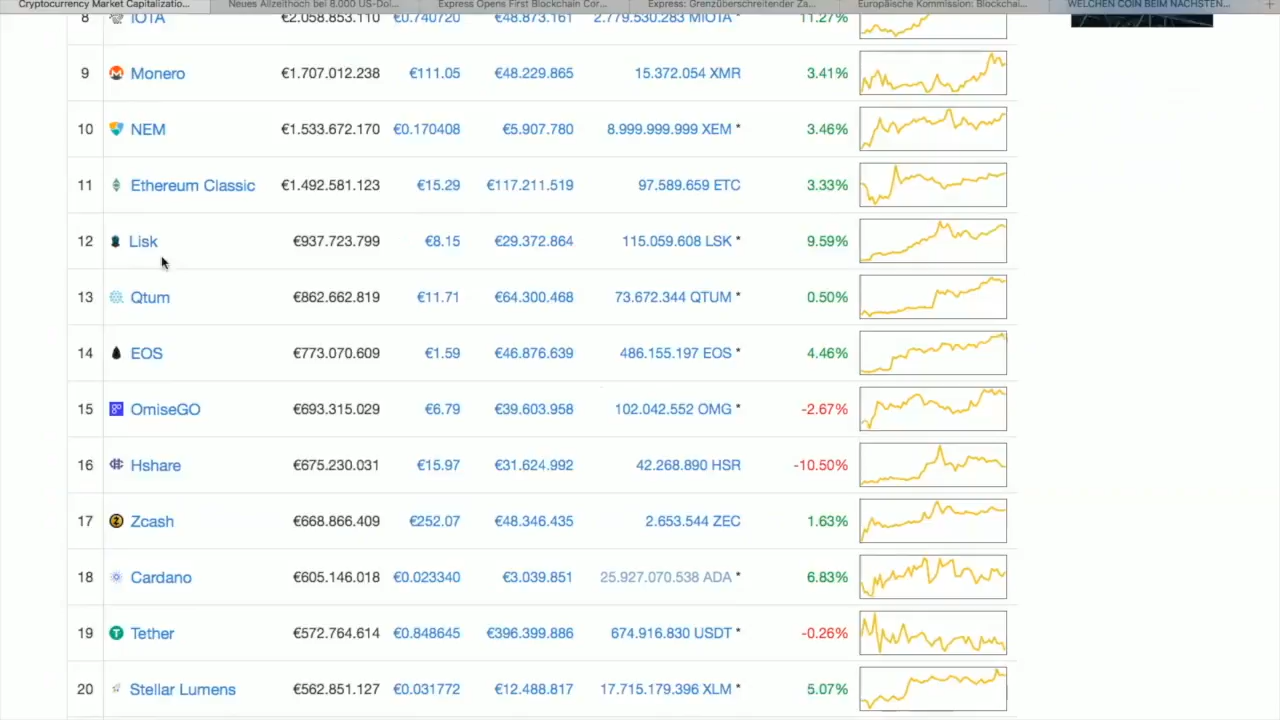 Cryptocurrency Market Capitalizatio... Neues Allzeithoch bei 8.000 US-Dol... Express Opens First Blockchain Cor... Express: Grenzüberschreitender Za... Europäische Kommission: Blockchai... WELCHEN COIN BEIM NÄCHSTEN...
8 IOTA €2.058.853.110 €0.740720 €48.873.161 2.779.530.283 MIOTA * 11.27%
9 Monero €1.707.012.238 €111.05 €48.229.865 15.372.054 XMR 3.41%
10 NEM €1.533.672.170 €0.170408 €5.907.780 8.999.999.999 XEM * 3.46%
11 Ethereum Classic €1.492.581.123 €15.29 €117.211.519 97.589.659 ETC 3.33%
12 Lisk €937.723.799 €8.15 €29.372.864 115.059.608 LSK * 9.59%
13 Qtum €862.662.819 €11.71 €64.300.468 73.672.344 QTUM * 0.50%
14 EOS €773.070.609 €1.59 €46.876.639 486.155.197 EOS * 4.46%
15 OmiseGO €693.315.029 €6.79 €39.603.958 102.042.552 OMG * -2.67%
16 Hshare €675.230.031 €15.97 €31.624.992 42.268.890 HSR -10.50%
17 Zcash €668.866.409 €252.07 €48.346.435 2.653.544 ZEC 1.63%
18 Cardano €605.146.018 €0.023340 €3.039.851 25.927.070.538 ADA * 6.83%
19 Tether €572.764.614 €0.848645 €396.399.886 674.916.830 USDT * -0.26%
20 Stellar Lumens €562.851.127 €0.031772 €12.488.817 17.715.179.396 XLM * 5.07%